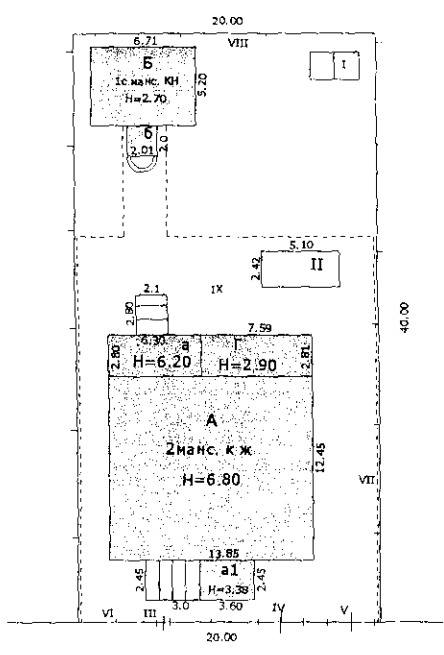 20.00
VIII
6.71
Б
1с.манс. КН
Н=2.70
5.20
I
б
2.01
2.0
5.10
2.42
II
IX
2.1
2.80
40.00
6.30
7.59
2.80
а
Г
2.81
Н=6.20
Н=2.90
А
2манс. к ж
Н=6.80
12.45
VII
13.85
2.45
а1
2.45
Н=3.38
3.0
3.60
VI
III
IV
V
20.00